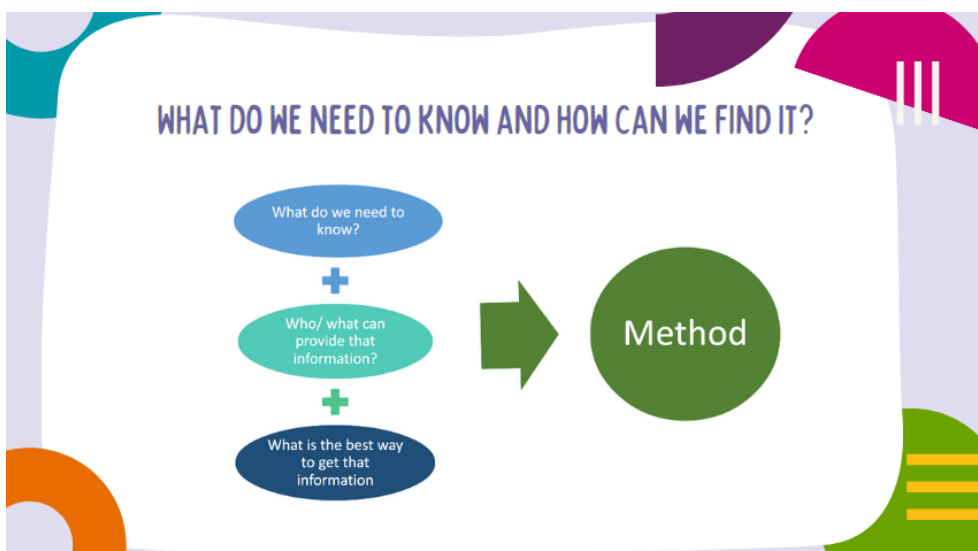 WHAT DO WE NEED TO KNOW AND HOW CAN WE FIND IT?
What do we need to
know?
Who/ what can
provide that
information?
What is the best way
to get that
information
Method